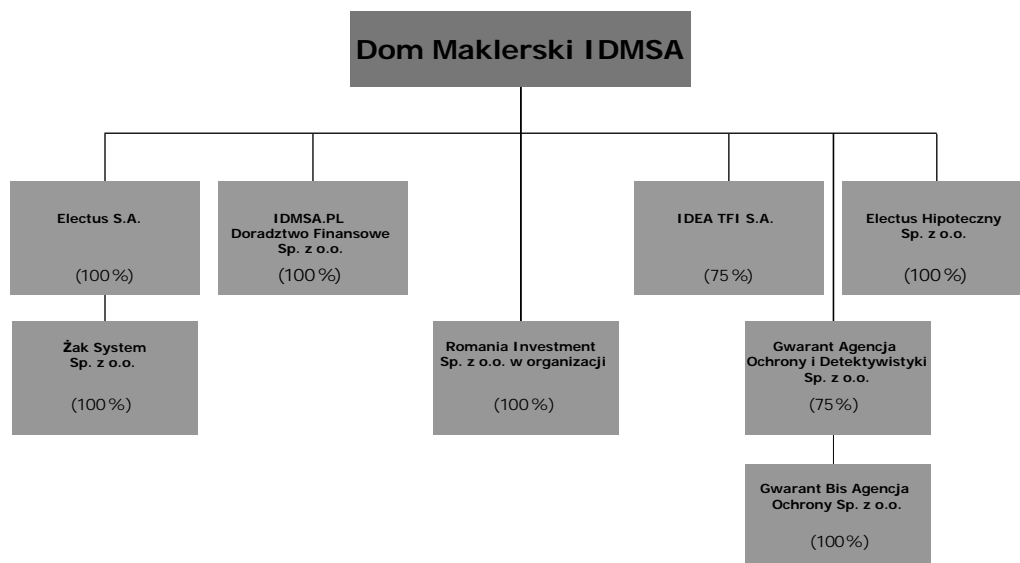 Dom Maklerski IDMSA
Electus S.A.
(100%)
IDMSA.PL
Doradztwo Finansowe
Sp. z o.o.
(100%)
IDEA TFI S.A.
(75%)
Electus Hipoteczny
Sp. z o.o.
(100%)
Żak System
Sp. z o.o.
(100%)
Romania Investment
Sp. z o.o. w organizacji
(100%)
Gwarant Agencja
Ochrony i Detektywistyki
Sp. z o.o.
(75%)
Gwarant Bis Agencja
Ochrony Sp. z o.o.
(100%)